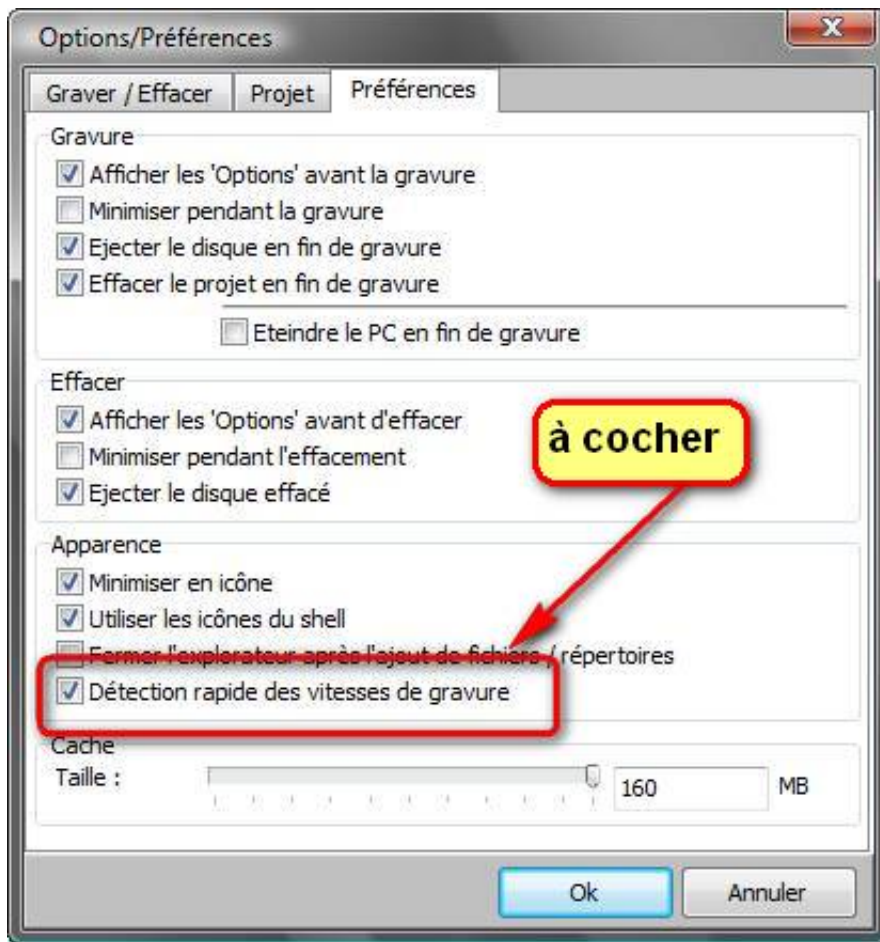 Options/Préférences
Graver / Effacer
Projet
Préférences
Gravure
Afficher les 'Options' avant la gravure
Minimiser pendant la gravure
Ejecter le disque en fin de gravure
Effacer le projet en fin de gravure
Eteindre le PC en fin de gravure
Effacer
Afficher les 'Options' avant d'effacer
à cocher
Minimiser pendant l'effacement
Ejecter le disque effacé
Apparence
Minimiser en icône
Utiliser les icônes du shell
Fermer l'explorateur après l'ajout de fichiers / répertoires
Détection rapide des vitesses de gravure
Cache
Taille :
160
MB
Ok
Annuler